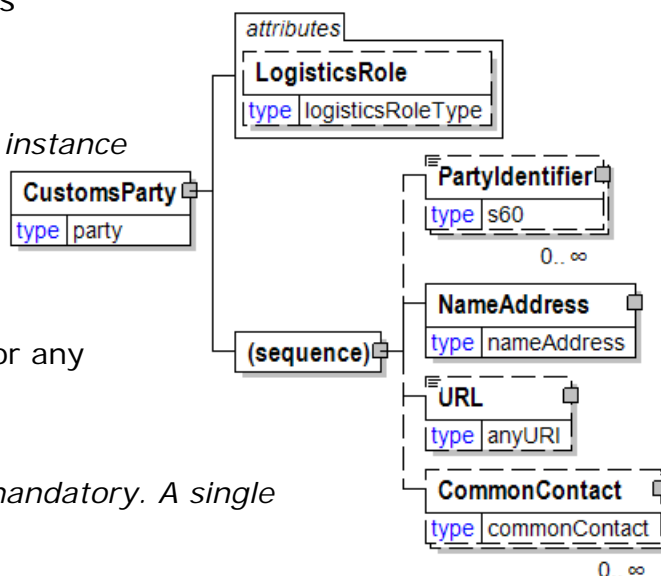 s
attributes
LogisticsRole
type logisticsRoleType
instance
CustomsParty
type party
PartyIdentifier
type s60
0.. ∞
NameAddress
type nameAddress
or any
(sequence)
URL
type anyURI
mandatory. A single
CommonContact
type commonContact
0.. ∞